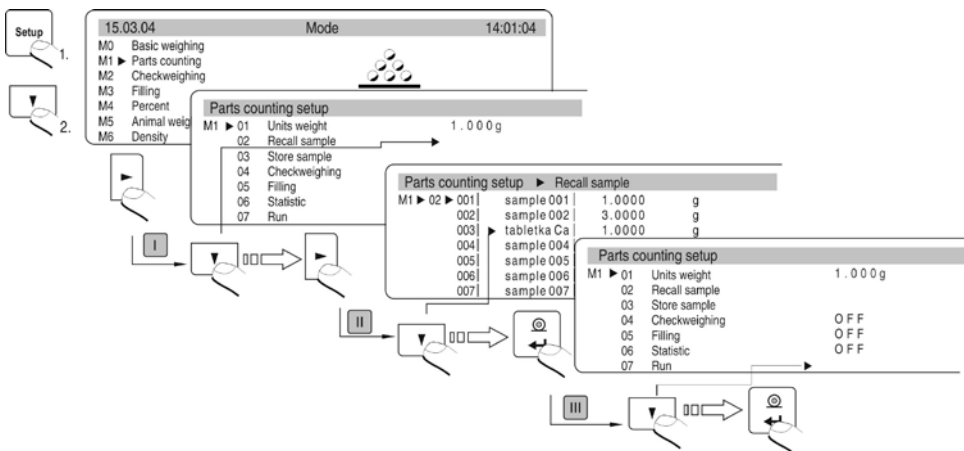 Setup
1.
2.
15.03.04 Mode 14:01:04
M0 Basic weighing
M1 ► Parts counting
M2 Checkweighing
M3 Filling
M4 Percent
M5 Animal weig
M6 Density
Parts counting setup
M1 ► 01 Units weight 1.000g
02 Recall sample
03 Store sample
04 Checkweighing
05 Filling
06 Statistic
07 Run
I
Parts counting setup ► Recall sample
M1 ► 02 ► 001| sample 001 | 1.0000 g
002| sample 002 | 3.0000 g
003| tabletka Ca | 1.0000 g
004| sample 004
005| sample 005
006| sample 006
007| sample 007
II
Parts counting setup
M1 ► 01 Units weight 1.000g
02 Recall sample
03 Store sample
04 Checkweighing OFF
05 Filling OFF
06 Statistic OFF
07 Run
III